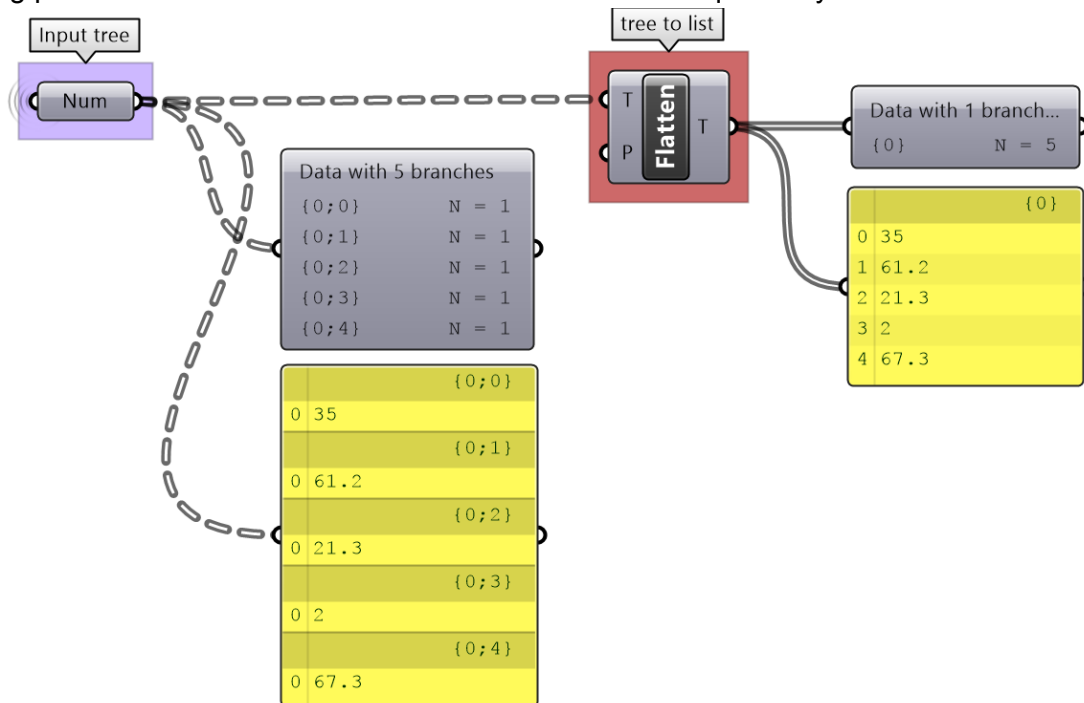 Input tree
Num
tree to list
T
P
Flatten
T
Data with 1 branch...
{0} N = 5
{0}
0 35
1 61.2
2 21.3
3 2
4 67.3
Data with 5 branches
{0;0} N = 1
{0;1} N = 1
{0;2} N = 1
{0;3} N = 1
{0;4} N = 1
{0;0}
0 35
{0;1}
0 61.2
{0;2}
0 21.3
{0;3}
0 2
{0;4}
0 67.3